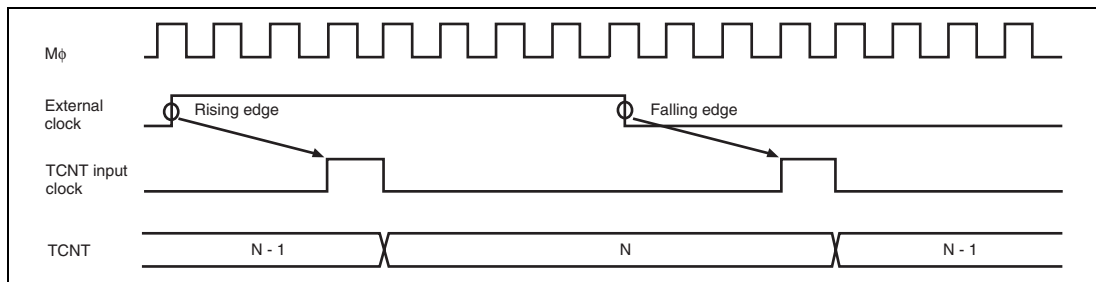 Mϕ
External
clock
Rising edge
Falling edge
TCNT input
clock
TCNT
N - 1
N
N - 1